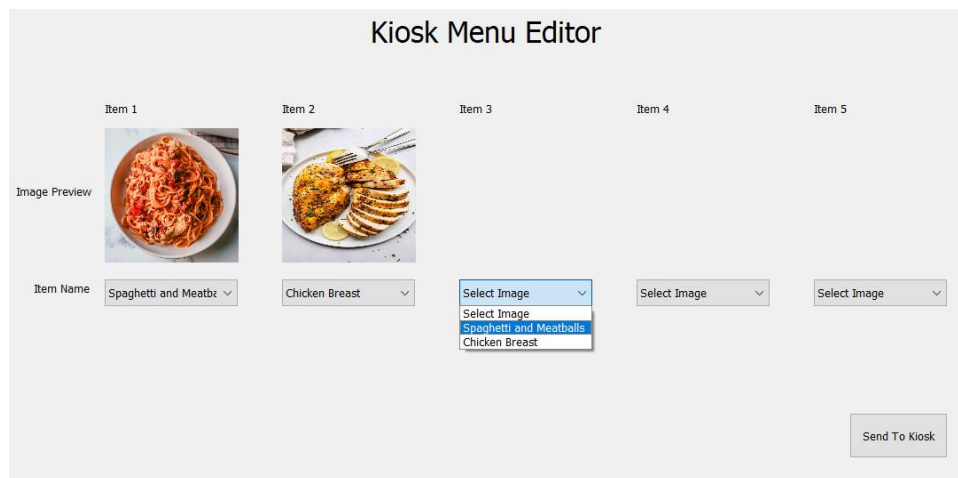 Kiosk Menu Editor
Item 1
Item 2
Item 3
Item 4
Item 5
Image Preview
Item Name
Spaghetti and Meatba
Chicken Breast
Select Image
Select Image
Select Image
Select Image
Spaghetti and Meatballs
Chicken Breast
Send To Kiosk